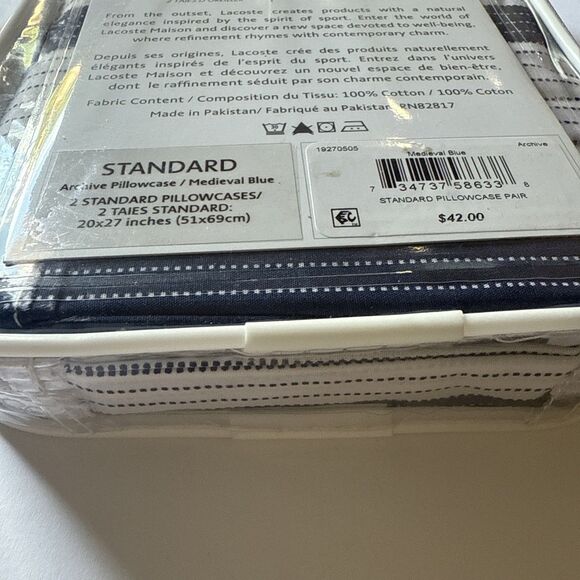 2 TAIES D'OREILLER
From the outset, Lacoste creates products with a natural
elegance inspired by the spirit of sport. Enter the world of
Lacoste Maison and discover a new space devoted to well-being,
where refinement rhymes with contemporary charm.
Depuis ses origines, Lacoste crée des produits naturellement
élégants inspirés de l'esprit du sport. Entrez dans l'univers
Lacoste Maison et découvrez un nouvel espace de bien-être,
dont le raffinement séduit par son charme contemporain.
Fabric Content / Composition du Tissu: 100% Cotton / 100% Coton
Made in Pakistan/ Fabriqué au Pakistan RN82817
30
STANDARD
Archive Pillowcase / Medieval Blue
2 STANDARD PILLOWCASES/
2 TAIES STANDARD:
20x27 inches (51x69cm)
19270505 Medieval Blue Archive
7 34737 58633 8
STANDARD PILLOWCASE PAIR
$42.00